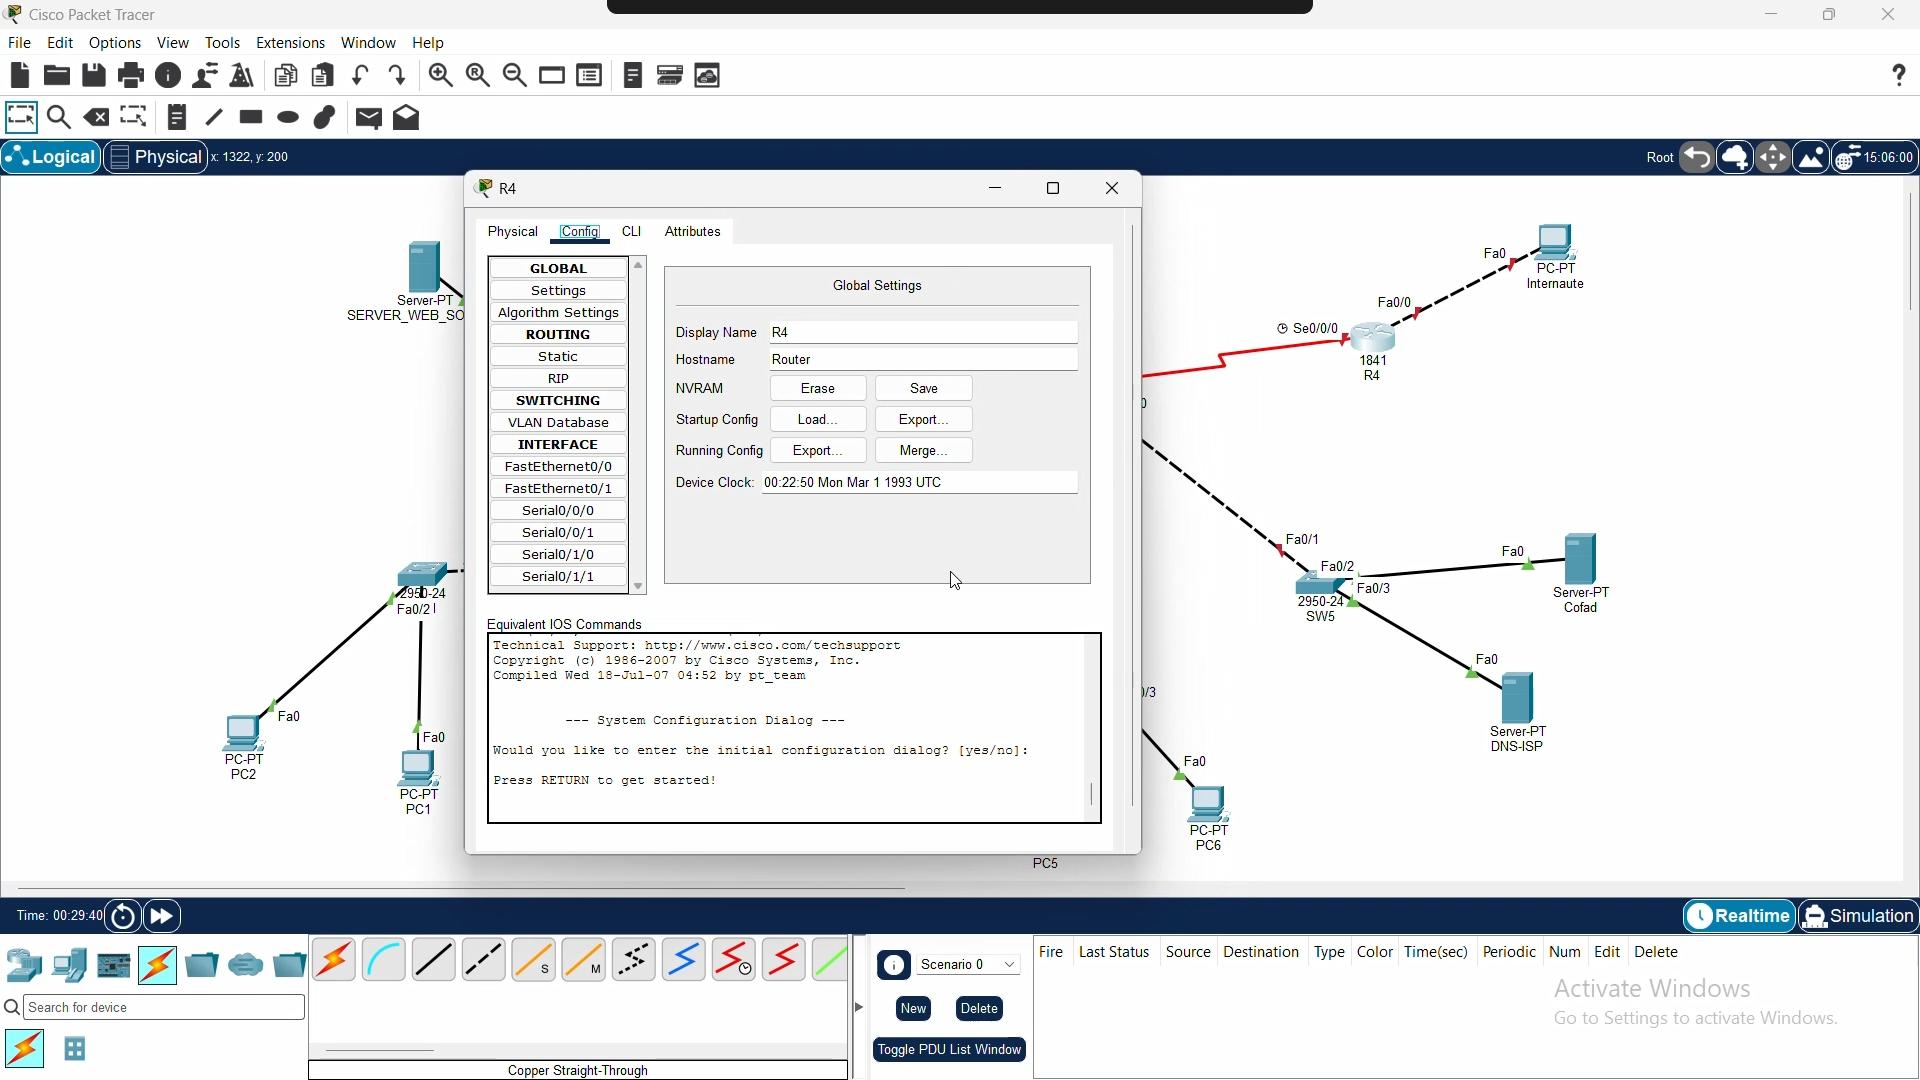 Cisco Packet Tracer
File Edit Options View Tools Extensions Window Help
Logical Physical x: 1322, y: 200 Root 15:06:00
R4
Physical Config CLI Attributes
GLOBAL
Settings
Algorithm Settings
ROUTING
Static
RIP
SWITCHING
VLAN Database
INTERFACE
FastEthernet0/0
FastEthernet0/1
Serial0/0/0
Serial0/0/1
Serial0/1/0
Serial0/1/1
Global Settings
Display Name R4
Hostname Router
NVRAM Erase Save
Startup Config Load... Export...
Running Config Export... Merge...
Device Clock: 00:22:50 Mon Mar 1 1993 UTC
Equivalent IOS Commands
Technical Support: http://www.cisco.com/techsupport
Copyright (c) 1986-2007 by Cisco Systems, Inc.
Compiled Wed 18-Jul-07 04:52 by pt_team
--- System Configuration Dialog ---
Would you like to enter the initial configuration dialog? [yes/no]:
Press RETURN to get started!
Server-PT
SERVER_WEB_SO
2950-24
Fa0/2
Fa0
PC-PT
PC2
Fa0
PC-PT
PC1
Fa0
PC-PT
Internaute
Fa0/0
Se0/0/0
1841
R4
Fa0/1
Fa0/2
Fa0/3
2950-24
SW5
Fa0
Server-PT
Cofad
Fa0
Server-PT
DNS-ISP
/3
Fa0
PC-PT
PC6
PC5
Time: 00:29:40 Realtime Simulation
Search for device
Copper Straight-Through
Scenario 0
New Delete
Toggle PDU List Window
Fire Last Status Source Destination Type Color Time(sec) Periodic Num Edit Delete
Activate Windows
Go to Settings to activate Windows.